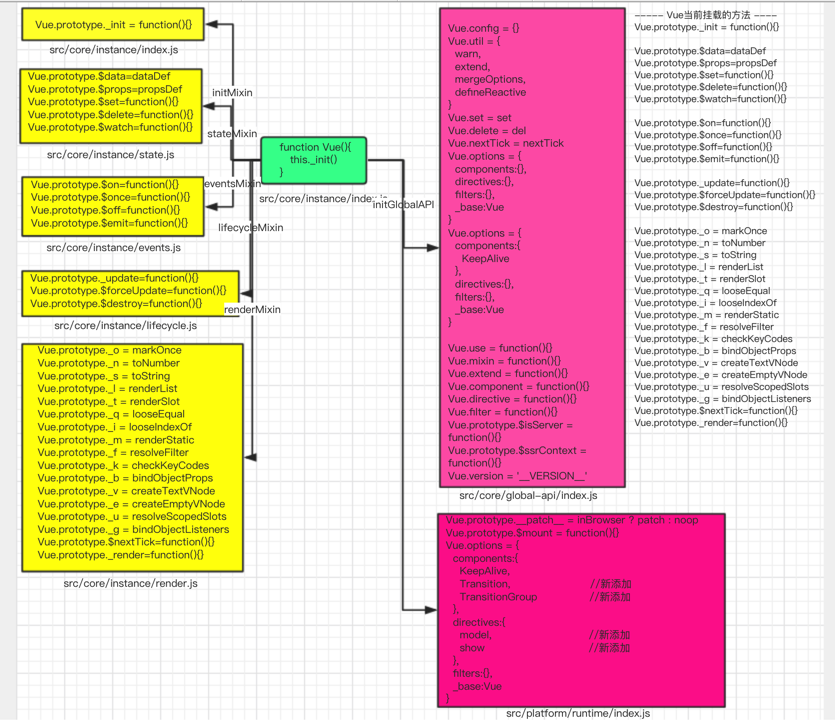 Vue.prototype._init = function(){}
src/core/instance/index.js
Vue.prototype.$data=dataDef
Vue.prototype.$props=propsDef
Vue.prototype.$set=function(){}
Vue.prototype.$delete=function(){}
Vue.prototype.$watch=function(){}
src/core/instance/state.js
Vue.prototype.$on=function(){}
Vue.prototype.$once=function(){}
Vue.prototype.$off=function(){}
Vue.prototype.$emit=function(){}
src/core/instance/events.js
Vue.prototype._update=function(){}
Vue.prototype.$forceUpdate=function(){}
Vue.prototype.$destroy=function(){}
src/core/instance/lifecycle.js
Vue.prototype._o = markOnce
Vue.prototype._n = toNumber
Vue.prototype._s = toString
Vue.prototype._l = renderList
Vue.prototype._t = renderSlot
Vue.prototype._q = looseEqual
Vue.prototype._i = looseIndexOf
Vue.prototype._m = renderStatic
Vue.prototype._f = resolveFilter
Vue.prototype._k = checkKeyCodes
Vue.prototype._b = bindObjectProps
Vue.prototype._v = createTextVNode
Vue.prototype._e = createEmptyVNode
Vue.prototype._u = resolveScopedSlots
Vue.prototype._g = bindObjectListeners
Vue.prototype.$nextTick=function(){}
Vue.prototype._render=function(){}
src/core/instance/render.js
initMixin
stateMixin
eventsMixin
lifecycleMixin
renderMixin
function Vue(){
this._init()
}
src/core/instance/index.js
initGlobalAPI
Vue.config = {}
Vue.util = {
warn,
extend,
mergeOptions,
defineReactive
}
Vue.set = set
Vue.delete = del
Vue.nextTick = nextTick
Vue.options = {
components:{},
directives:{},
filters:{},
_base:Vue
}
Vue.options = {
components:{
KeepAlive
},
directives:{},
filters:{},
_base:Vue
}
Vue.use = function(){}
Vue.mixin = function(){}
Vue.extend = function(){}
Vue.component = function(){}
Vue.directive = function(){}
Vue.filter = function(){}
Vue.prototype.$isServer =
function(){}
Vue.prototype.$ssrContext =
function(){}
Vue.version = '__VERSION__'
src/core/global-api/index.js
Vue.prototype.__patch__ = inBrowser ? patch : noop
Vue.prototype.$mount = function(){}
Vue.options = {
components:{
KeepAlive,
Transition, //新添加
TransitionGroup //新添加
},
directives:{
model, //新添加
show //新添加
},
filters:{},
_base:Vue
}
src/platform/runtime/index.js
----- Vue当前挂载的方法 ----
Vue.prototype._init = function(){}
Vue.prototype.$data=dataDef
Vue.prototype.$props=propsDef
Vue.prototype.$set=function(){}
Vue.prototype.$delete=function(){}
Vue.prototype.$watch=function(){}
Vue.prototype.$on=function(){}
Vue.prototype.$once=function(){}
Vue.prototype.$off=function(){}
Vue.prototype.$emit=function(){}
Vue.prototype._update=function(){}
Vue.prototype.$forceUpdate=function(){}
Vue.prototype.$destroy=function(){}
Vue.prototype._o = markOnce
Vue.prototype._n = toNumber
Vue.prototype._s = toString
Vue.prototype._l = renderList
Vue.prototype._t = renderSlot
Vue.prototype._q = looseEqual
Vue.prototype._i = looseIndexOf
Vue.prototype._m = renderStatic
Vue.prototype._f = resolveFilter
Vue.prototype._k = checkKeyCodes
Vue.prototype._b = bindObjectProps
Vue.prototype._v = createTextVNode
Vue.prototype._e = createEmptyVNode
Vue.prototype._u = resolveScopedSlots
Vue.prototype._g = bindObjectListeners
Vue.prototype.$nextTick=function(){}
Vue.prototype._render=function(){}